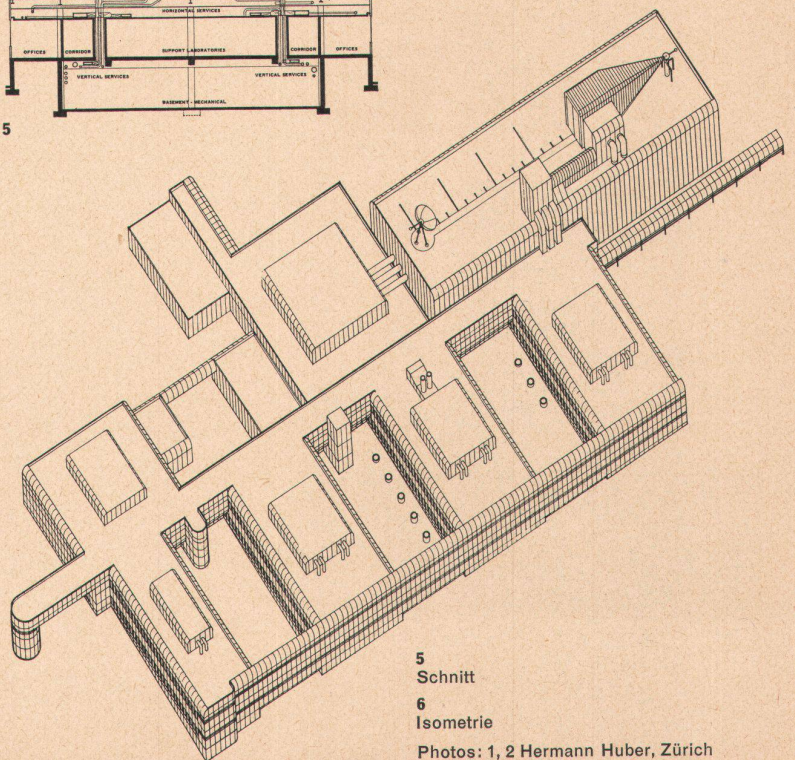 HORIZONTAL SERVICES
OFFICES CORRIDOR SUPPORT LABORATORIES CORRIDOR OFFICES
VERTICAL SERVICES VERTICAL SERVICES
BASEMENT - MECHANICAL
5
5
Schnitt
6
Isometrie
Photos: 1, 2 Hermann Huber, Zürich